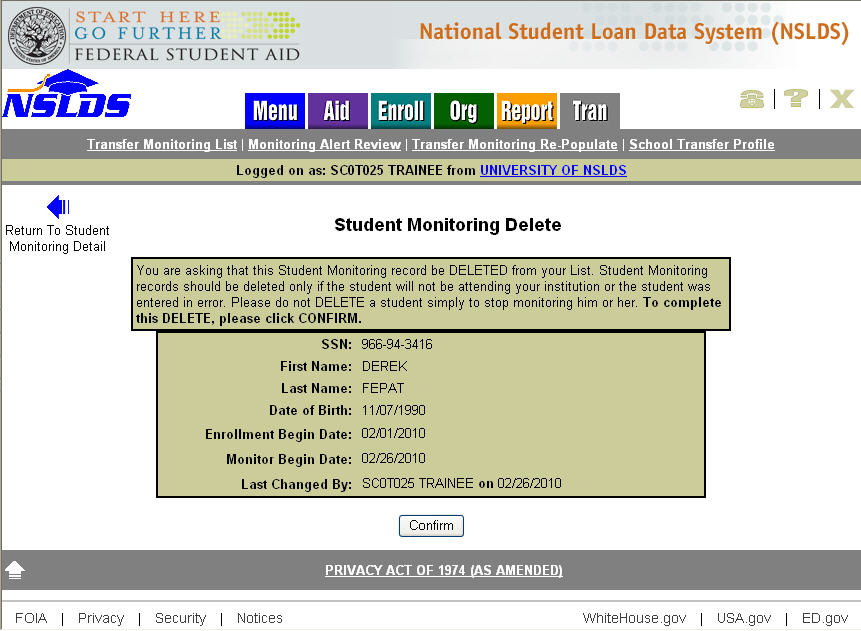 START HERE
GO FURTHER
FEDERAL STUDENT AID
National Student Loan Data System (NSLDS)
NSLDS
Menu Aid Enroll Org Report Tran
Transfer Monitoring List | Monitoring Alert Review | Transfer Monitoring Re-Populate | School Transfer Profile
Logged on as: SC0T025 TRAINEE from UNIVERSITY OF NSLDS
Return To Student
Monitoring Detail
Student Monitoring Delete
You are asking that this Student Monitoring record be DELETED from your List. Student Monitoring
records should be deleted only if the student will not be attending your institution or the student was
entered in error. Please do not DELETE a student simply to stop monitoring him or her. To complete
this DELETE, please click CONFIRM.
SSN: 966-94-3416
First Name: DEREK
Last Name: FEPAT
Date of Birth: 11/07/1990
Enrollment Begin Date: 02/01/2010
Monitor Begin Date: 02/26/2010
Last Changed By: SC0T025 TRAINEE on 02/26/2010
Confirm
PRIVACY ACT OF 1974 (AS AMENDED)
FOIA | Privacy | Security | Notices WhiteHouse.gov | USA.gov | ED.gov